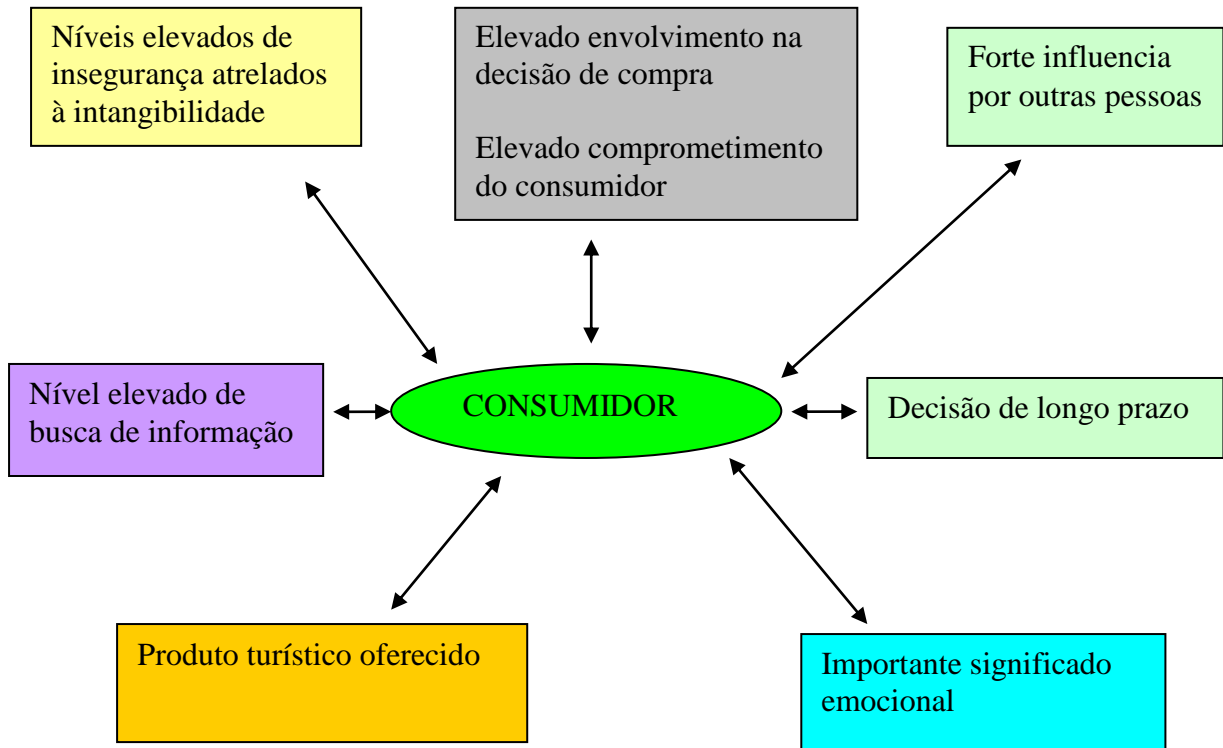 Níveis elevados de
insegurança atrelados
à intangibilidade
Elevado envolvimento na
decisão de compra
Elevado comprometimento
do consumidor
Forte influencia
por outras pessoas
Nível elevado de
busca de informação
CONSUMIDOR
Decisão de longo prazo
Produto turístico oferecido
Importante significado
emocional